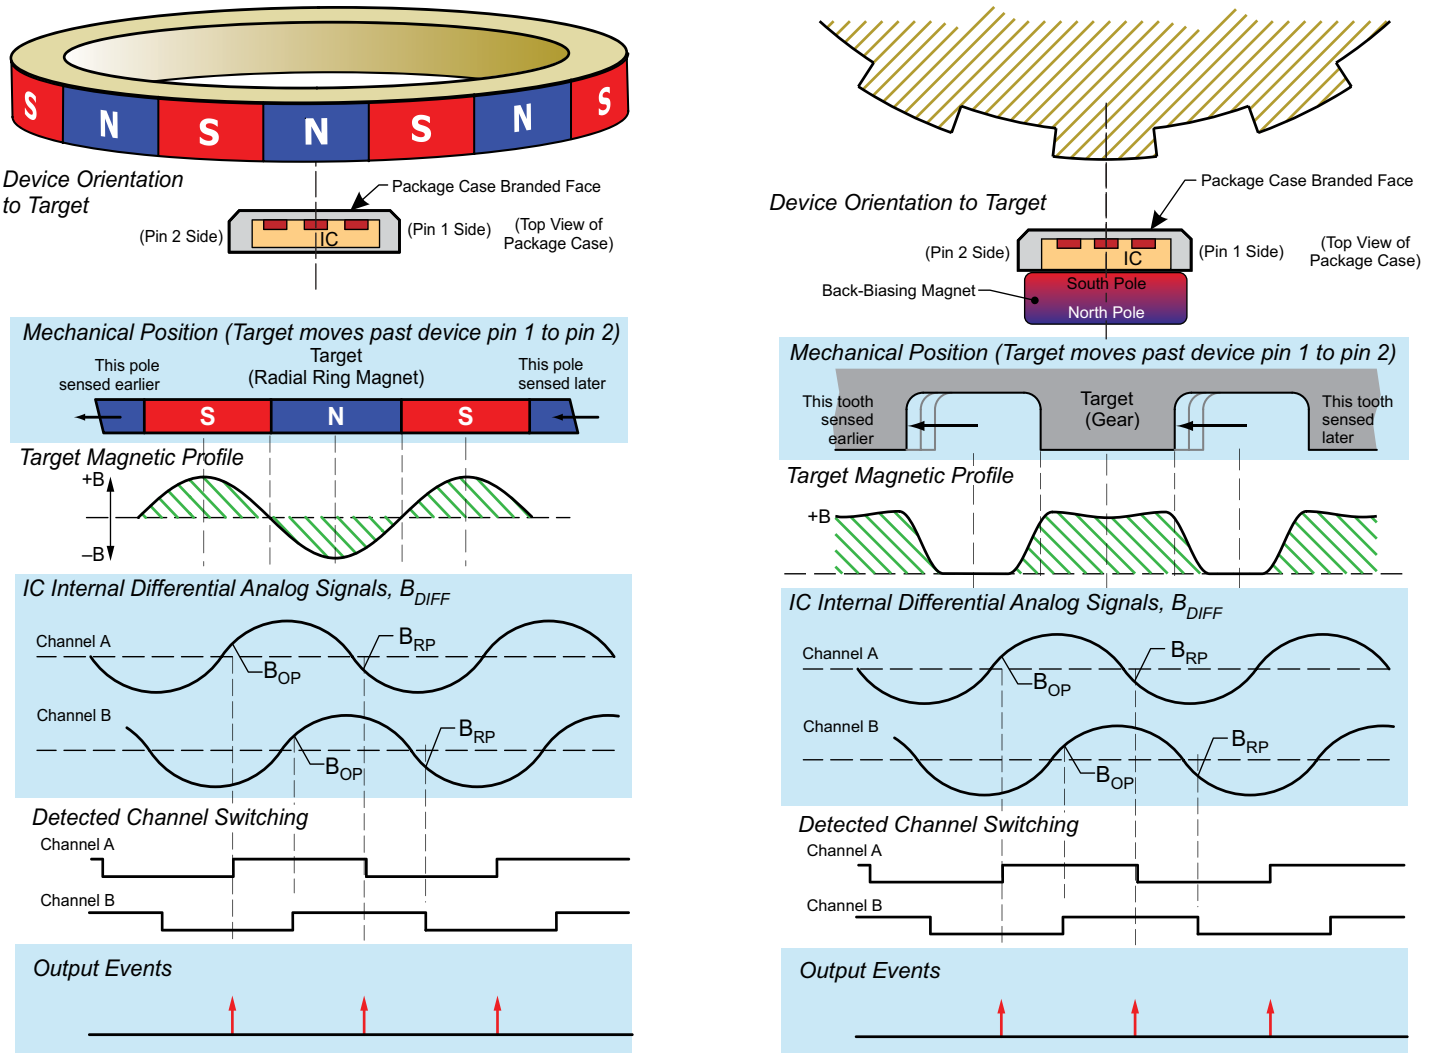 S N S N S N S
Device Orientation
to Target
Package Case Branded Face
(Pin 2 Side)
IC
(Pin 1 Side)
(Top View of
Package Case)
Mechanical Position (Target moves past device pin 1 to pin 2)
This pole
sensed earlier
Target
(Radial Ring Magnet)
This pole
sensed later
S N S
Target Magnetic Profile
+B
–B
IC Internal Differential Analog Signals, BDIFF
Channel A
BOP
BRP
Channel B
BOP
BRP
Detected Channel Switching
Channel A
Channel B
Output Events
Device Orientation to Target
Package Case Branded Face
(Pin 2 Side)
IC
(Pin 1 Side)
(Top View of
Package Case)
Back-Biasing Magnet
South Pole
North Pole
Mechanical Position (Target moves past device pin 1 to pin 2)
This tooth
sensed
earlier
Target
(Gear)
This tooth
sensed
later
Target Magnetic Profile
+B
IC Internal Differential Analog Signals, BDIFF
Channel A
BOP
BRP
Channel B
BOP
BRP
Detected Channel Switching
Channel A
Channel B
Output Events